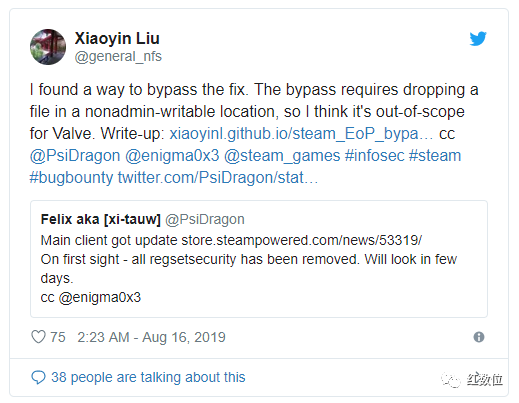 Xiaoyin Liu
@general_nfs
I found a way to bypass the fix. The bypass requires dropping a
file in a nonadmin-writable location, so I think it's out-of-scope
for Valve. Write-up: xiaoyinl.github.io/steam_EoP_bypa… cc
@PsiDragon @enigma0x3 @steam_games #infosec #steam
#bugbounty twitter.com/PsiDragon/stat…
Felix aka [xi-tauw] @PsiDragon
Main client got update store.steampowered.com/news/53319/
On first sight - all regsetsecurity has been removed. Will look in few
days.
cc @enigma0x3
75 2:23 AM - Aug 16, 2019
38 people are talking about this
红数位